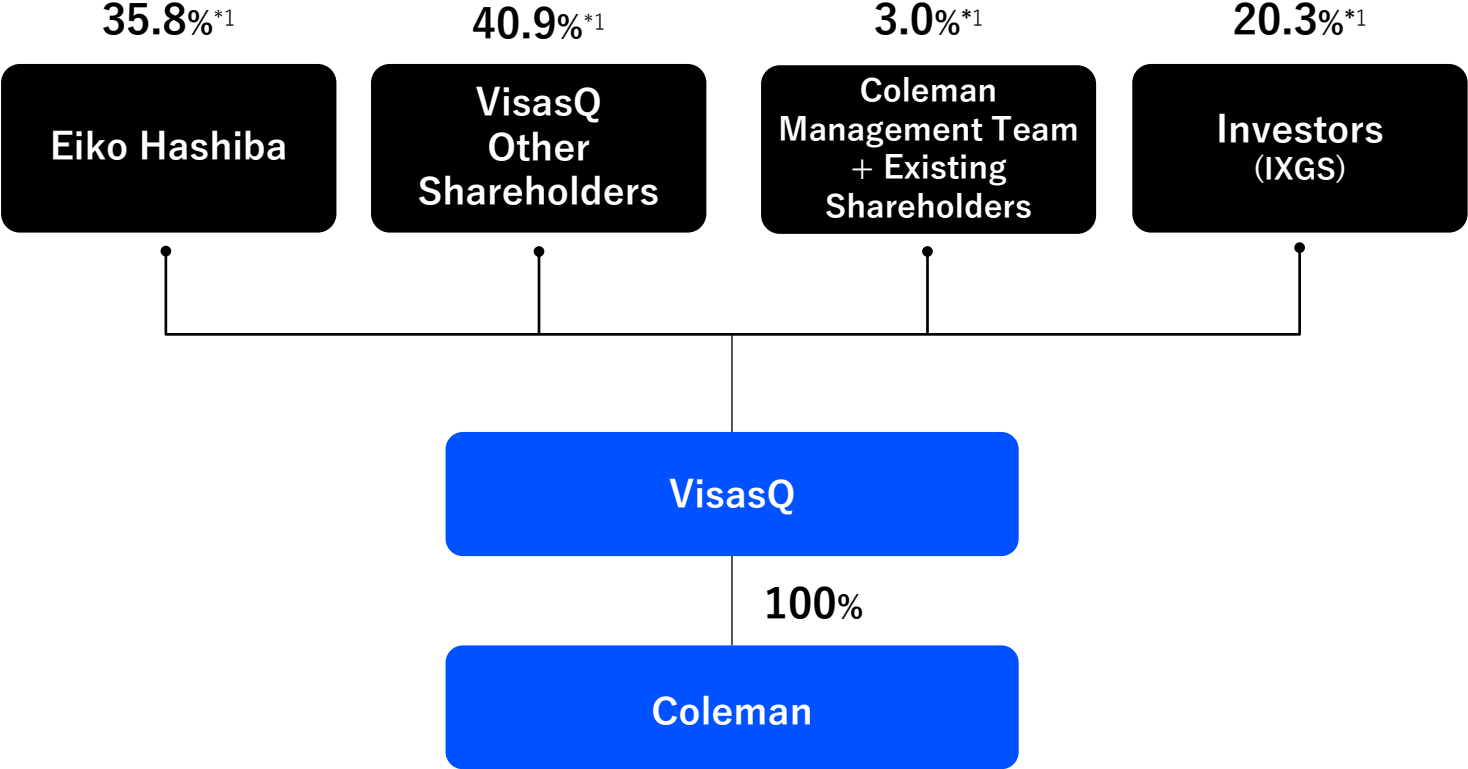 35.8%*1
40.9%*1
3.0%*1
20.3%*1
Eiko Hashiba
VisasQ
Other
Shareholders
Coleman
Management Team
+ Existing
Shareholders
Investors
(IXGS)
VisasQ
100%
Coleman